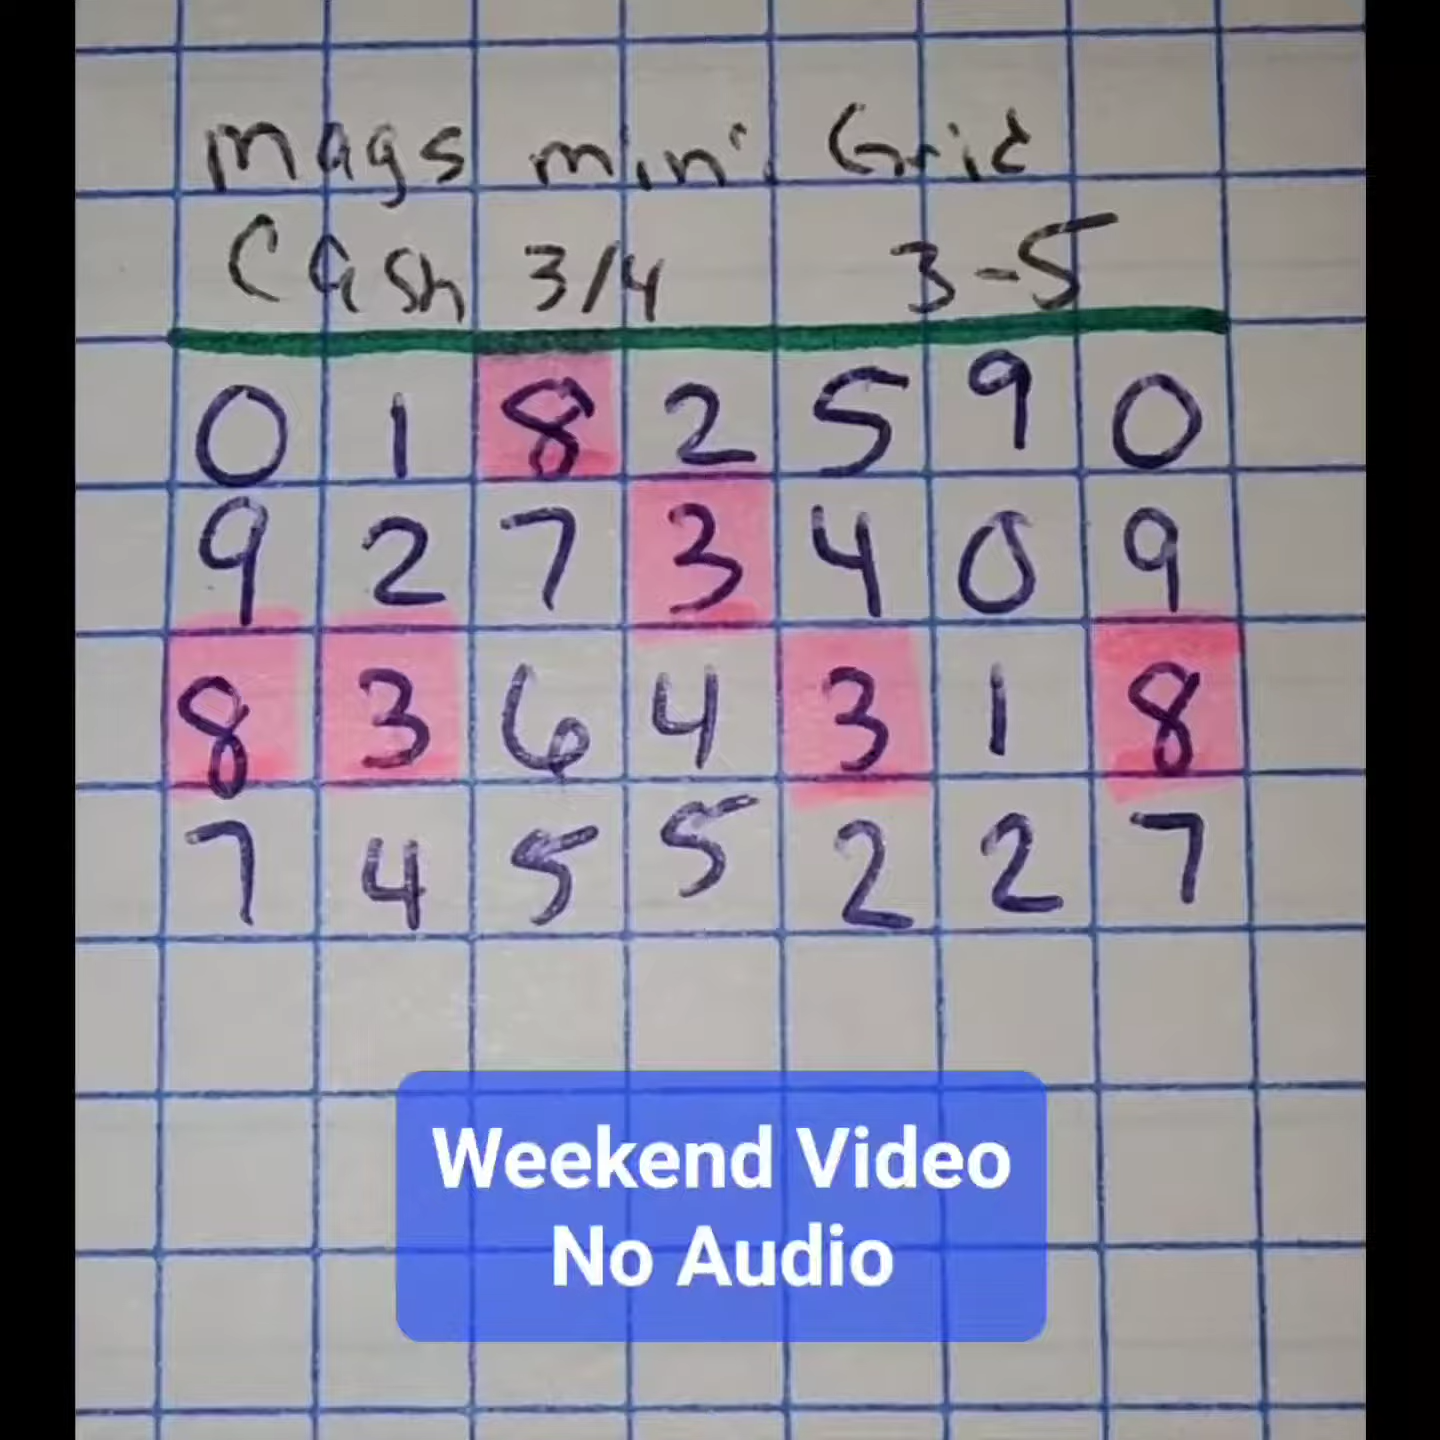 mags mini Grid
Cash 3/4 3-5
0 1 8 2 5 9 0
9 2 7 3 4 0 9
8 3 6 4 3 1 8
7 4 5 5 2 2 7
Weekend Video
No Audio